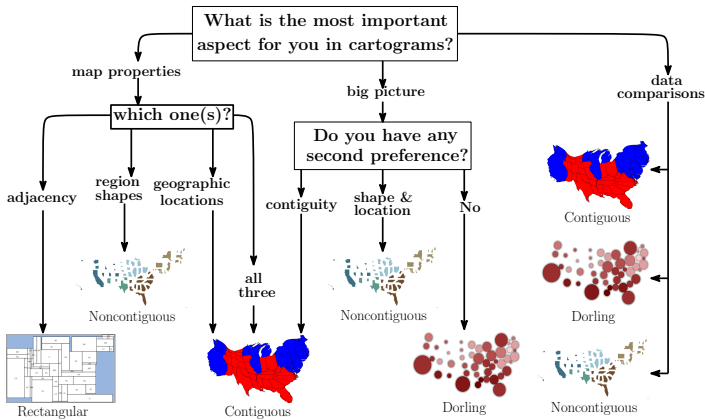 What is the most important
aspect for you in cartograms?
map properties
big picture
data
comparisons
which one(s)?
Do you have any
second preference?
adjacency
region
shapes
geographic
locations
all
three
contiguity
shape &
location
No
Contiguous
Dorling
Noncontiguous
Noncontiguous
Noncontiguous
Rectangular
Contiguous
Dorling